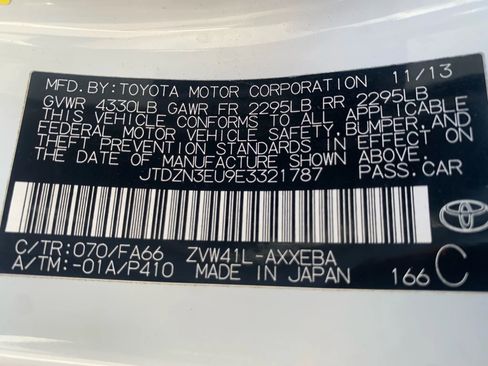 MFD.BY:TOYOTA MOTOR CORPORATION 11/13
GVWR 4330LB GAWR FR 2295LB RR 2295LB
THIS VEHICLE CONFORMS TO ALL APPLICABLE
FEDERAL MOTOR VEHICLE SAFETY,BUMPER,AND
THEFT PREVENTION STANDARDS IN EFFECT ON
THE DATE OF MANUFACTURE SHOWN ABOVE.
JTDZN3EU9E3321787 PASS.CAR
C/TR:070/FA66 ZVW41L-AXXEBA
A/TM:-01A/P410 MADE IN JAPAN 166 C